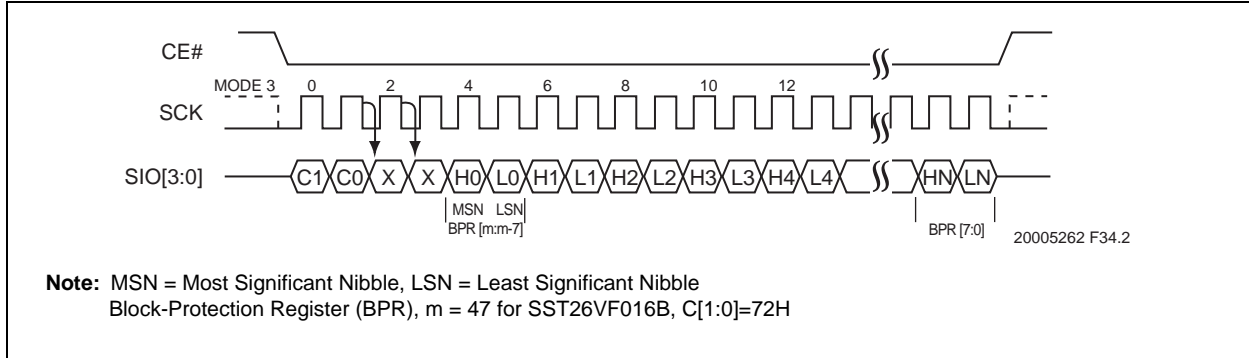 CE#
MODE 3 0 2 4 6 8 10 12
SCK
SIO[3:0] C1 C0 X X H0 L0 H1 L1 H2 L2 H3 L3 H4 L4 HN LN
MSN LSN
BPR [m:m-7] BPR [7:0]
20005262 F34.2
Note: MSN = Most Significant Nibble, LSN = Least Significant Nibble
Block-Protection Register (BPR), m = 47 for SST26VF016B, C[1:0]=72H